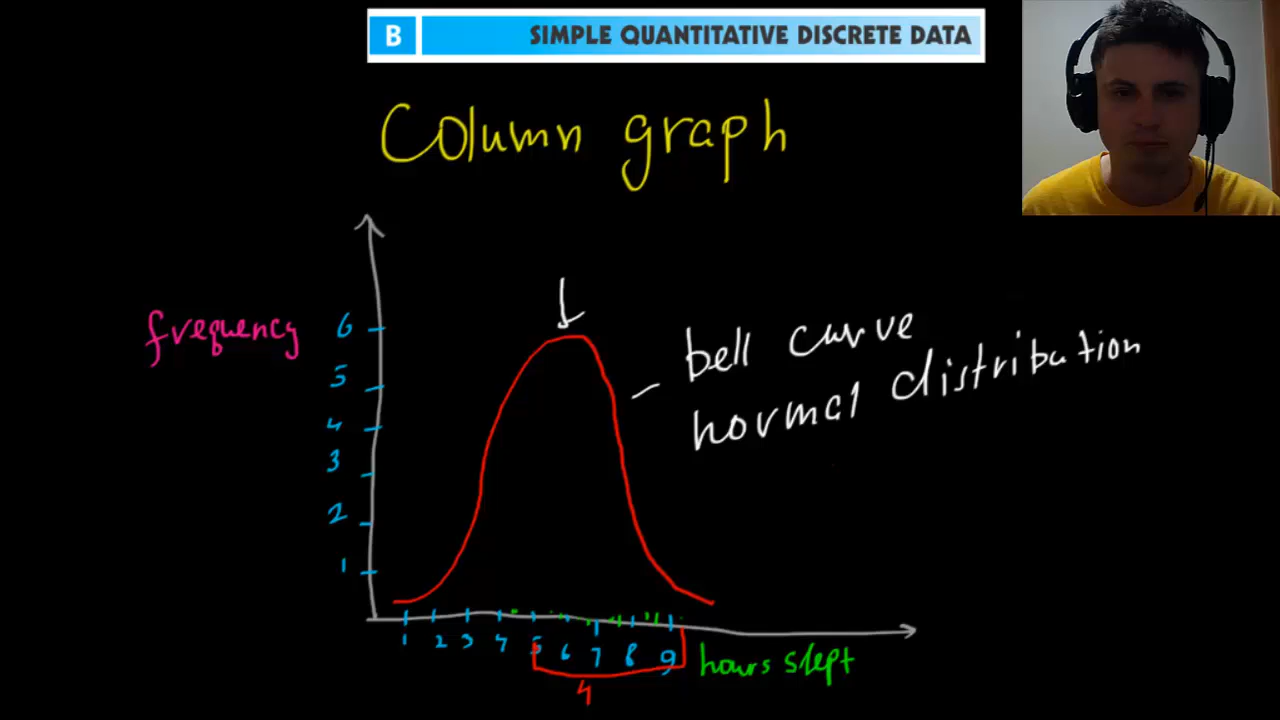 B SIMPLE QUANTITATIVE DISCRETE DATA
Column graph
frequency
6
5
4
3
2
1
bell curve
normal distribution
1 2 3 4 5 6 7 8 9
hours slept
4